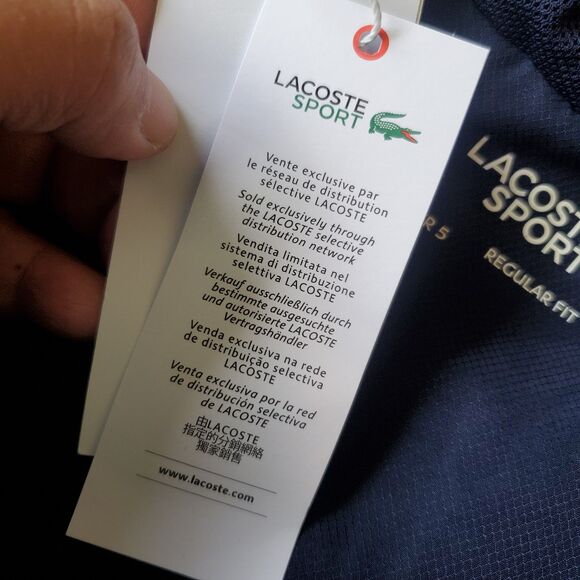 LACOSTE
SPORT
Vente exclusive par
le réseau de distribution
sélective LACOSTE
Sold exclusively through
the LACOSTE selective
distribution network
Vendita limitata nel
sistema di distribuzione
selettiva LACOSTE
Verkauf ausschließlich durch
bestimmte ausgesuchte
und autorisierte LACOSTE
Vertragshändler
Venda exclusiva na rede
de distribuição selectiva
LACOSTE
Venta exclusiva por la red
de distribución selectiva
de LACOSTE
由LACOSTE
指定的分銷網絡
獨家銷售
www.lacoste.com
LACOSTE
SPORT
R 5
REGULAR FIT